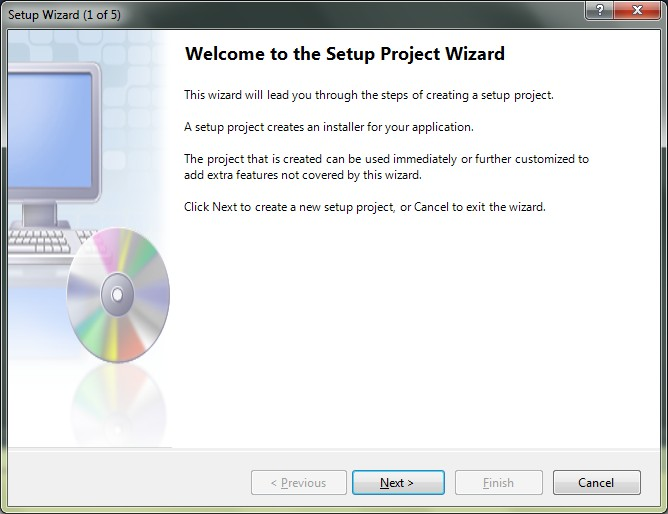 Setup Wizard (1 of 5)
?
Welcome to the Setup Project Wizard
This wizard will lead you through the steps of creating a setup project.
A setup project creates an installer for your application.
The project that is created can be used immediately or further customized to
add extra features not covered by this wizard.
Click Next to create a new setup project, or Cancel to exit the wizard.
< Previous
Next >
Finish
Cancel